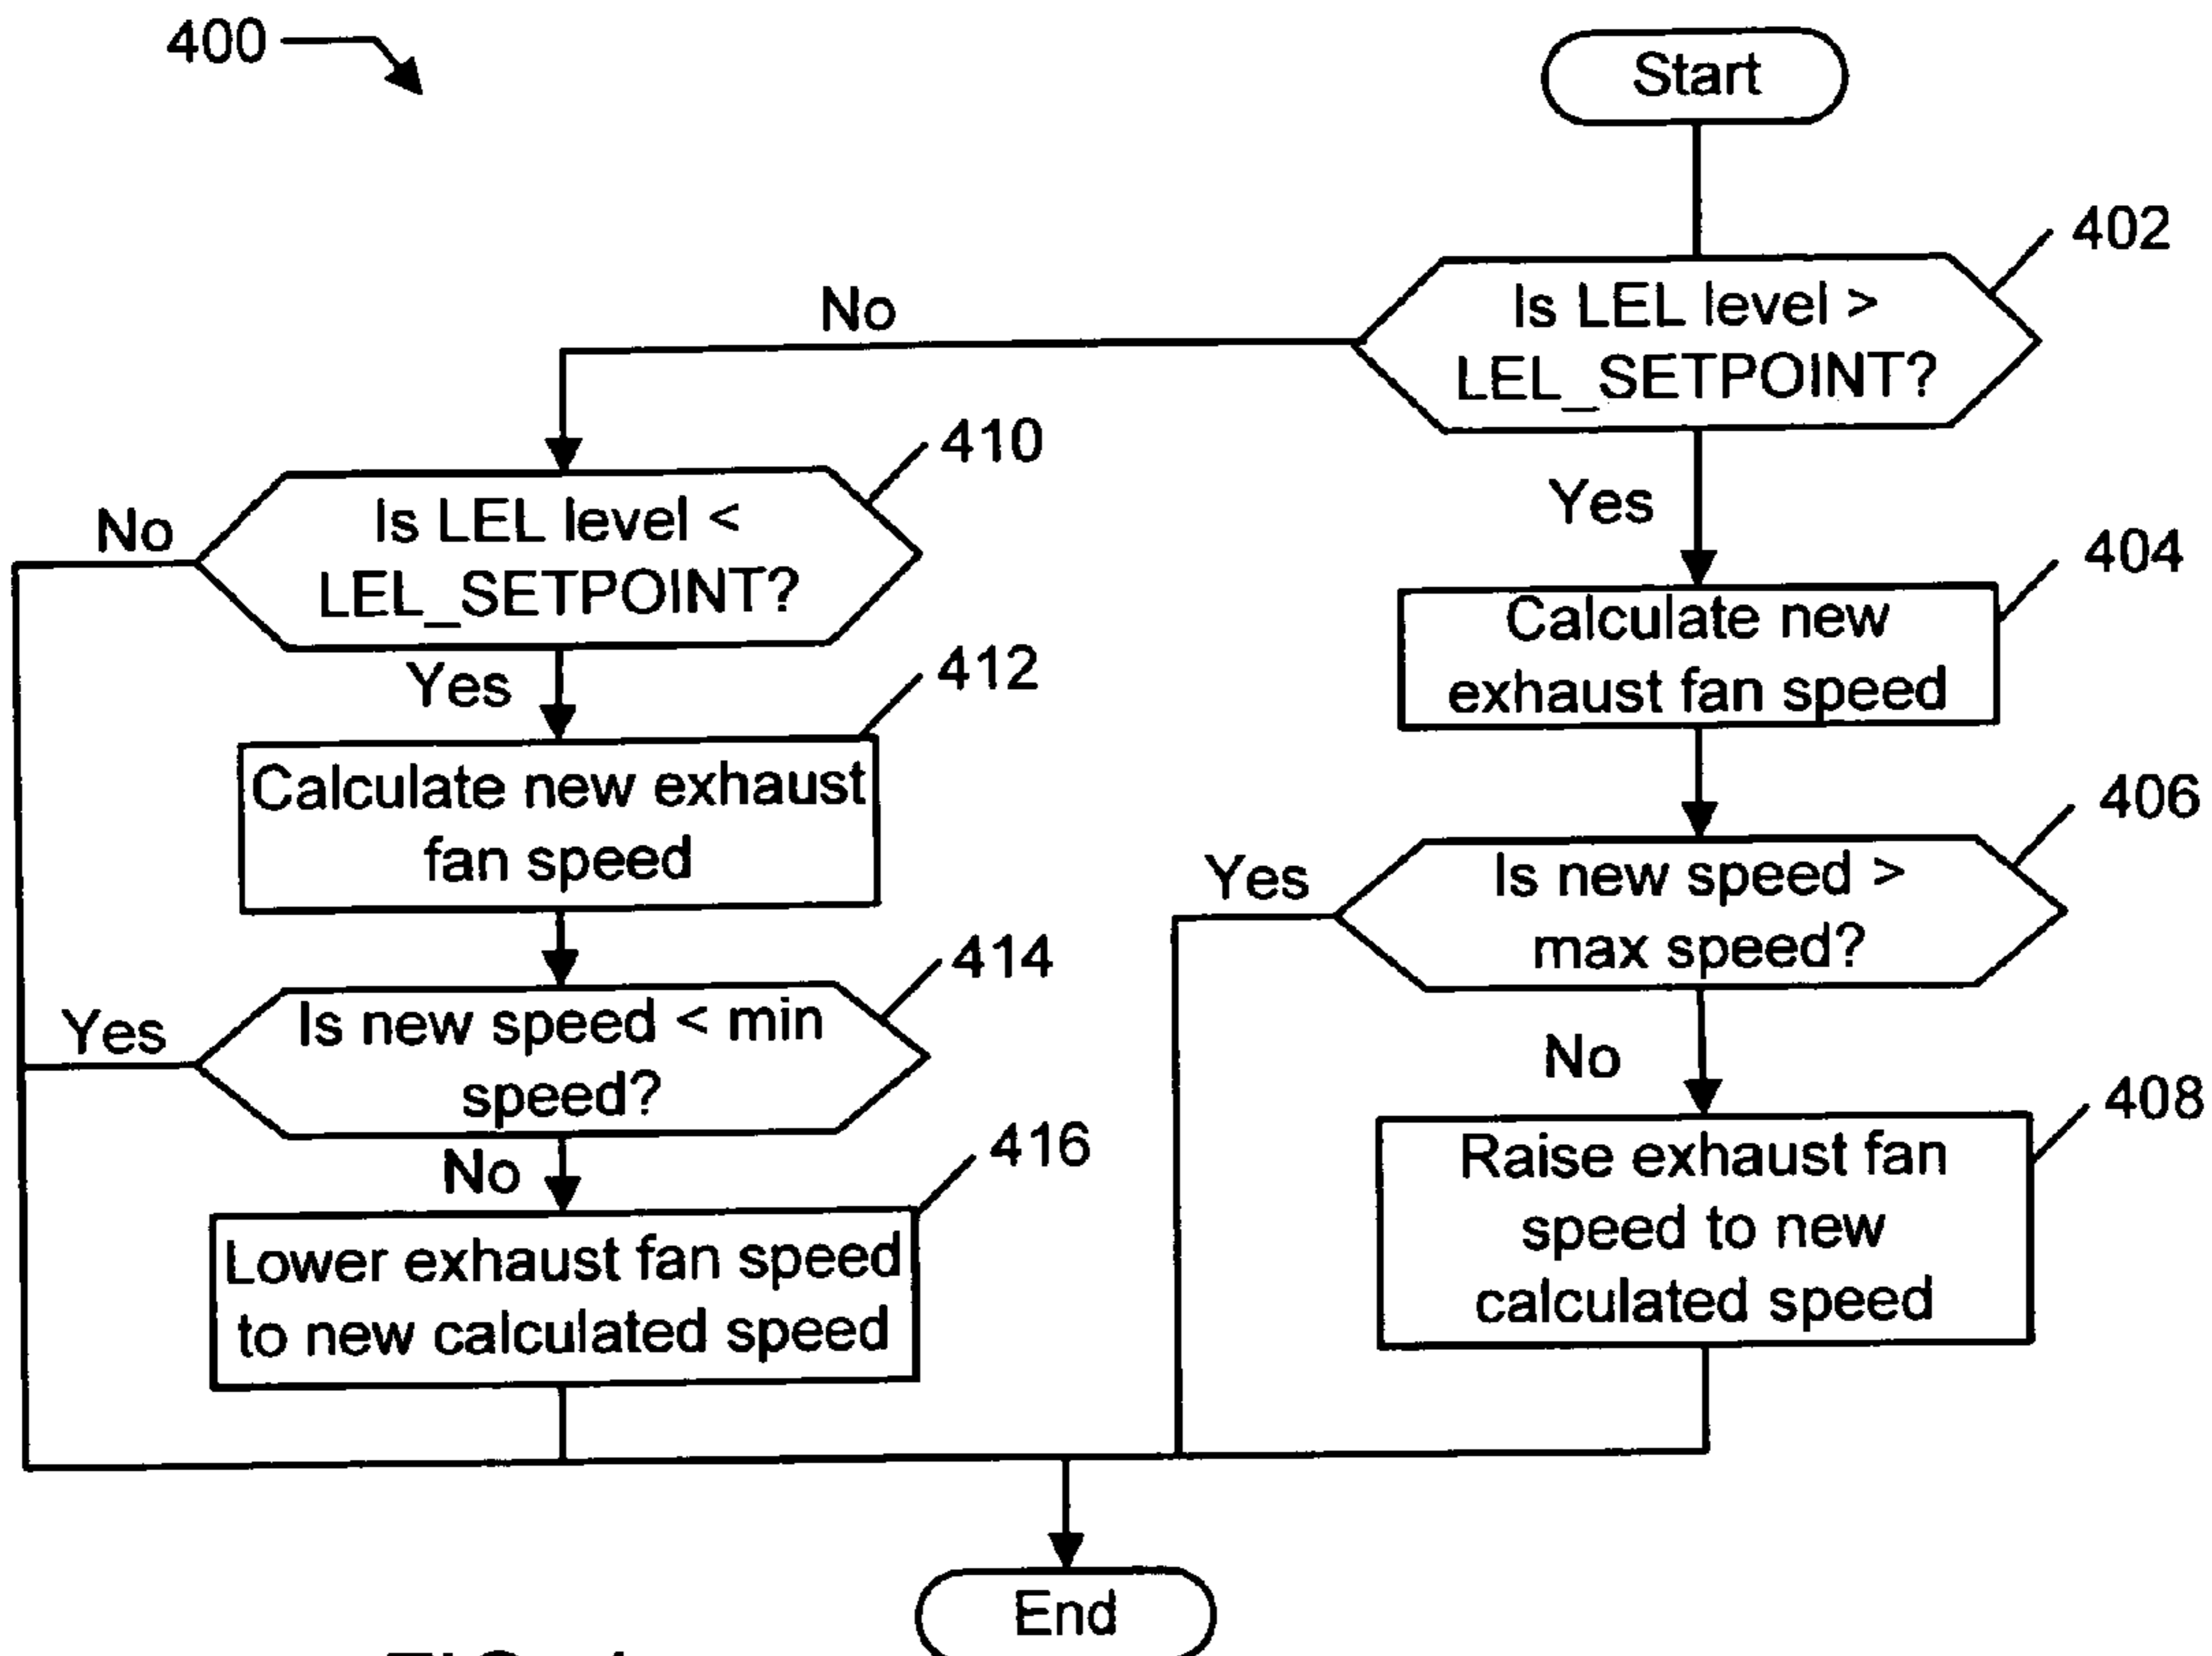 400
Start
402
Is LEL level >
LEL_SETPOINT?
No
Yes
410
Is LEL level <
LEL_SETPOINT?
No
Yes
404
Calculate new
exhaust fan speed
412
Calculate new exhaust
fan speed
406
Is new speed >
max speed?
Yes
No
414
Is new speed < min
speed?
Yes
No
408
Raise exhaust fan
speed to new
calculated speed
416
Lower exhaust fan speed
to new calculated speed
End